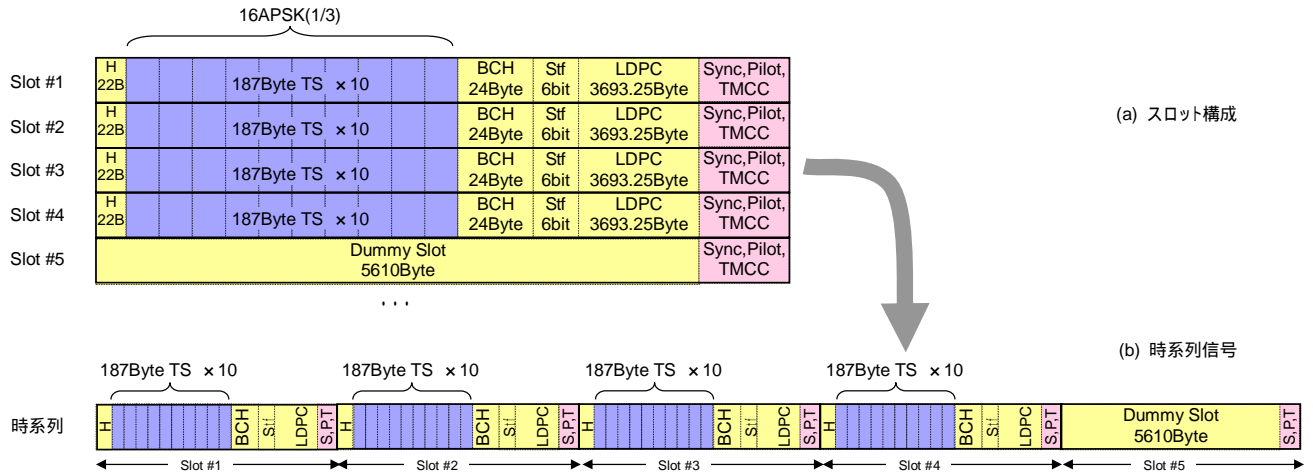 16APSK(1/3)
Slot #1
H
22B
187Byte TS × 10
BCH
24Byte
Stf
6bit
LDPC
3693.25Byte
Sync,Pilot,
TMCC
Slot #2
H
22B
187Byte TS × 10
BCH
24Byte
Stf
6bit
LDPC
3693.25Byte
Sync,Pilot,
TMCC
(a) スロット構成
Slot #3
H
22B
187Byte TS × 10
BCH
24Byte
Stf
6bit
LDPC
3693.25Byte
Sync,Pilot,
TMCC
Slot #4
H
22B
187Byte TS × 10
BCH
24Byte
Stf
6bit
LDPC
3693.25Byte
Sync,Pilot,
TMCC
Slot #5
Dummy Slot
5610Byte
Sync,Pilot,
TMCC
...
(b) 時系列信号
187Byte TS × 10
187Byte TS × 10
187Byte TS × 10
187Byte TS × 10
時系列
H
BCH
Stf
LDPC
S,P,T
H
BCH
Stf
LDPC
S,P,T
H
BCH
Stf
LDPC
S,P,T
H
BCH
Stf
LDPC
S,P,T
Dummy Slot
5610Byte
S,P,T
Slot #1
Slot #2
Slot #3
Slot #4
Slot #5